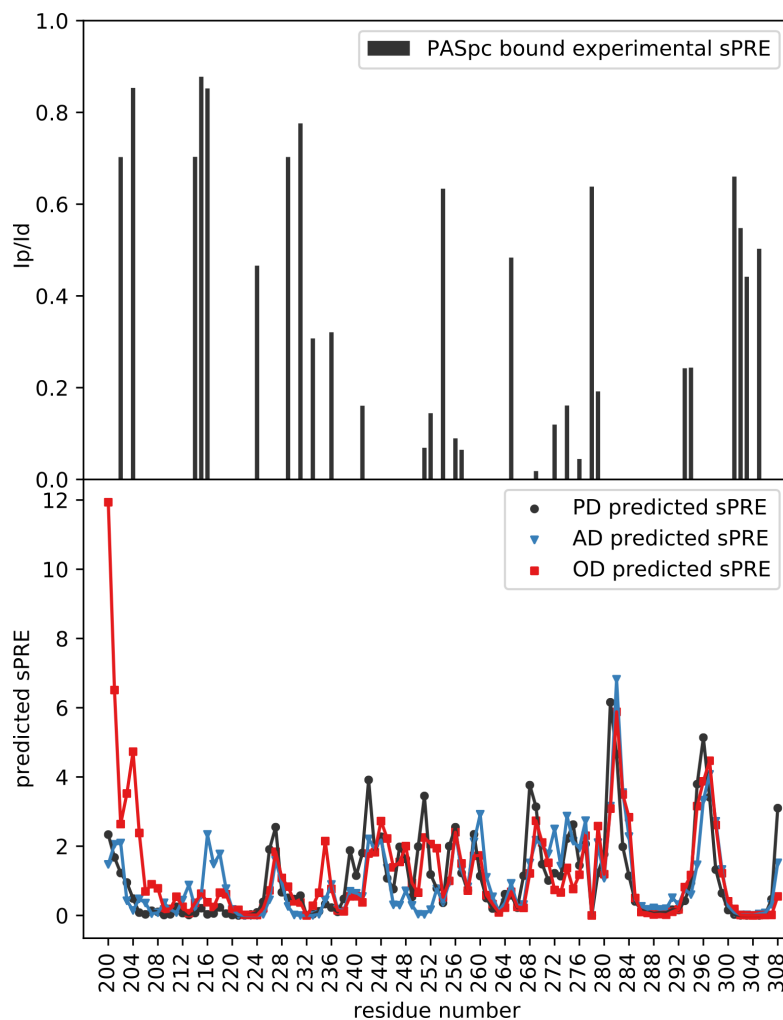 1.0
0.8
0.6
0.4
0.2
0.0
Ip/Id
PASpc bound experimental sPRE
12
10
8
6
4
2
0
predicted sPRE
PD predicted sPRE
AD predicted sPRE
OD predicted sPRE
200 204 208 212 216 220 224 228 232 236 240 244 248 252 256 260 264 268 272 276 280 284 288 292 296 300 304 308
residue number